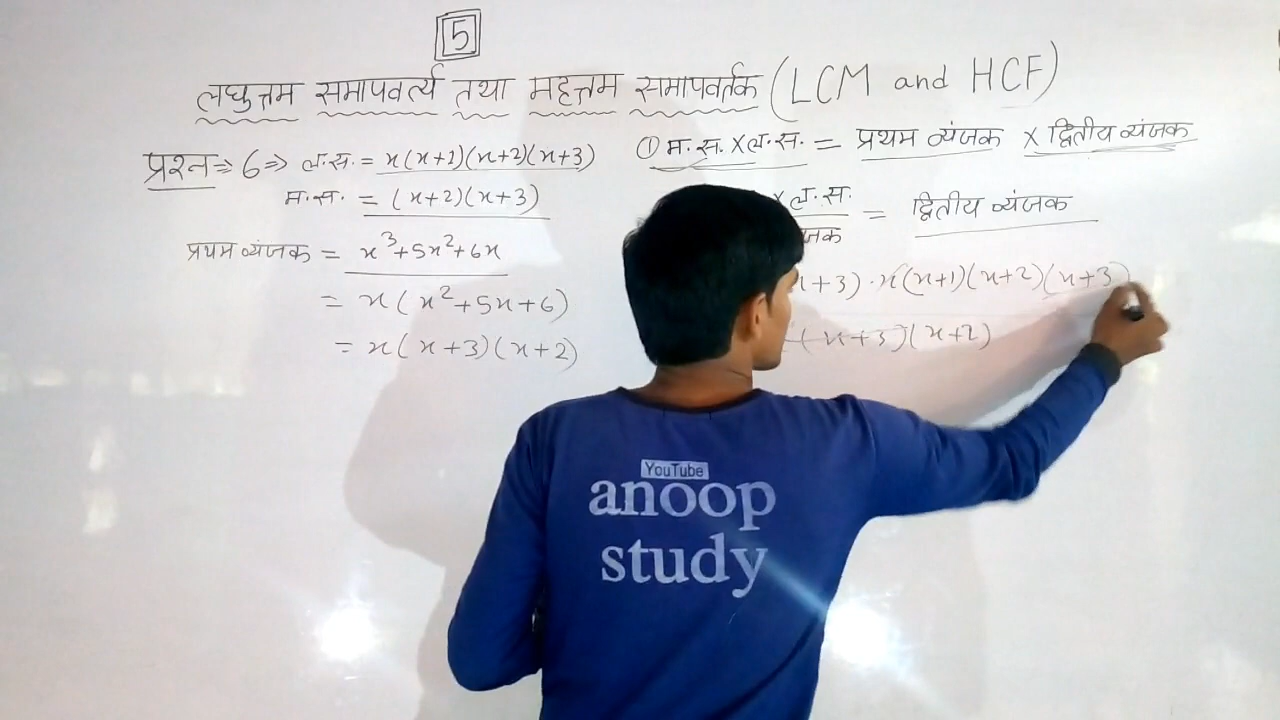 5
लघुत्तम समापवर्त्य तथा महत्तम समापवर्तक (LCM and HCF)
प्रश्न ⇒ 6 ⇒ ल.स. = x(x+1)(x+2)(x+3)
म.स. = (x+2)(x+3)
प्रथम व्यंजक = x³+5x²+6x
= x(x²+5x+6)
= x(x+3)(x+2)
① म.स. × ल.स. = प्रथम व्यंजक × द्वितीय व्यंजक
× ल.स. = द्वितीय व्यंजक
x+3).x(x+1)(x+2)(x+3)
(x+3)(x+2)
YouTube
anoop
study